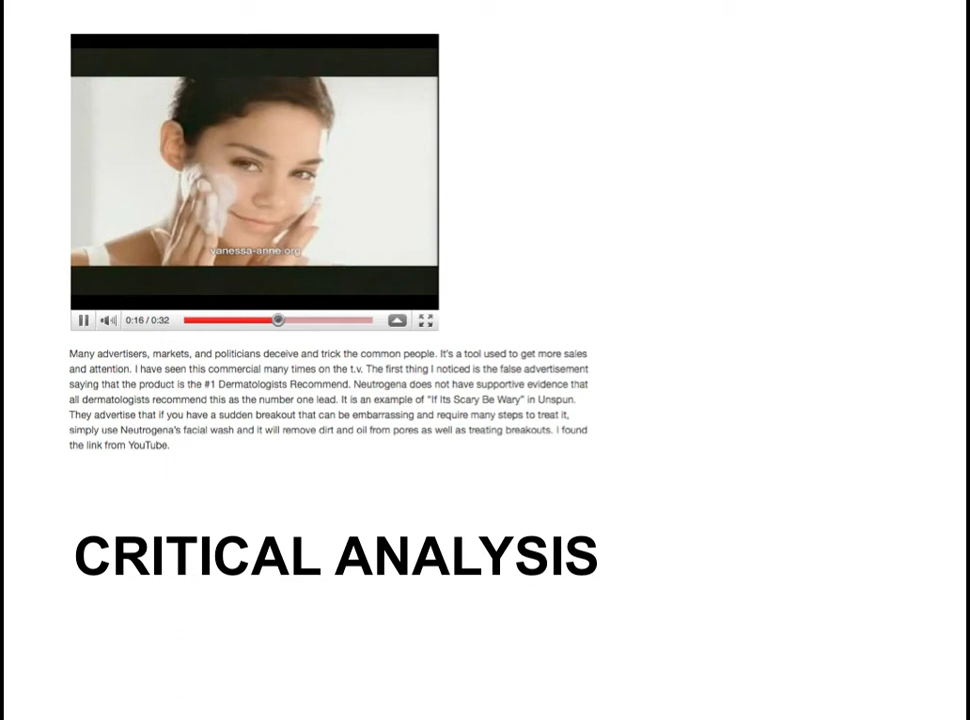 vanessa-anne.org
0:16 / 0:32
Many advertisers, markets, and politicians deceive and trick the common people. It's a tool used to get more sales
and attention. I have seen this commercial many times on the t.v. The first thing I noticed is the false advertisement
saying that the product is the #1 Dermatologists Recommend. Neutrogena does not have supportive evidence that
all dermatologists recommend this as the number one lead. It is an example of "If Its Scary Be Wary" in Unspun.
They advertise that if you have a sudden breakout that can be embarrassing and require many steps to treat it,
simply use Neutrogena's facial wash and it will remove dirt and oil from pores as well as treating breakouts. I found
the link from YouTube.
CRITICAL ANALYSIS